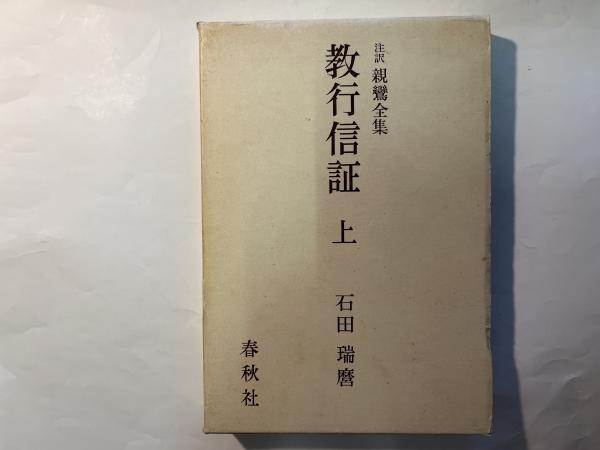 注訳 親鸞全集
教行信証 上
石田 瑞麿
春秋社